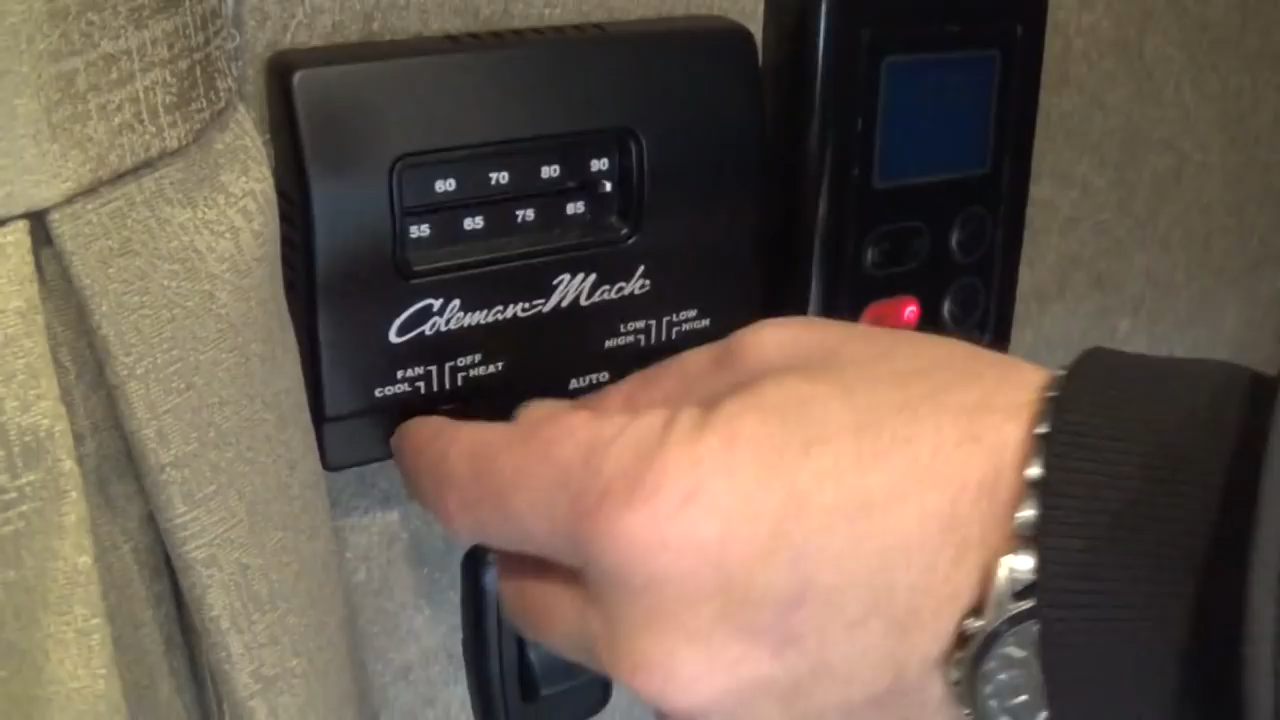 60 70 80 90
55 65 75 85
Coleman-Mach
LOW LOW
HIGH HIGH
FAN OFF
COOL HEAT
AUTO